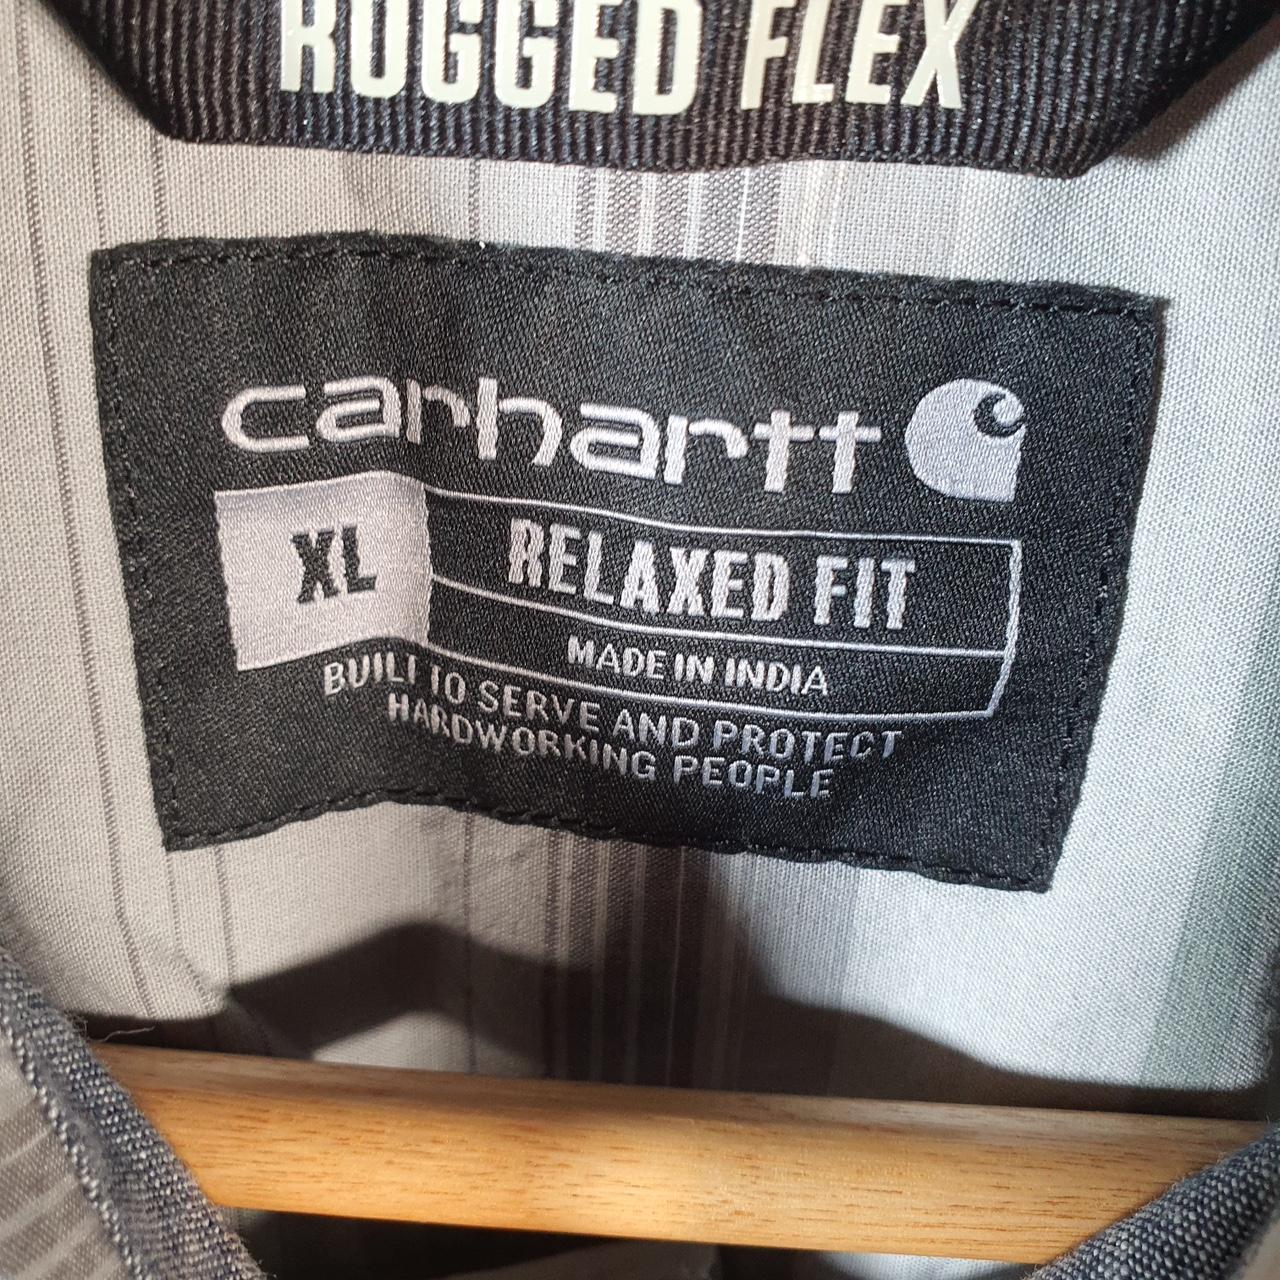 RUGGED FLEX
carhartt
XL
RELAXED FIT
MADE IN INDIA
BUILT TO SERVE AND PROTECT
HARDWORKING PEOPLE